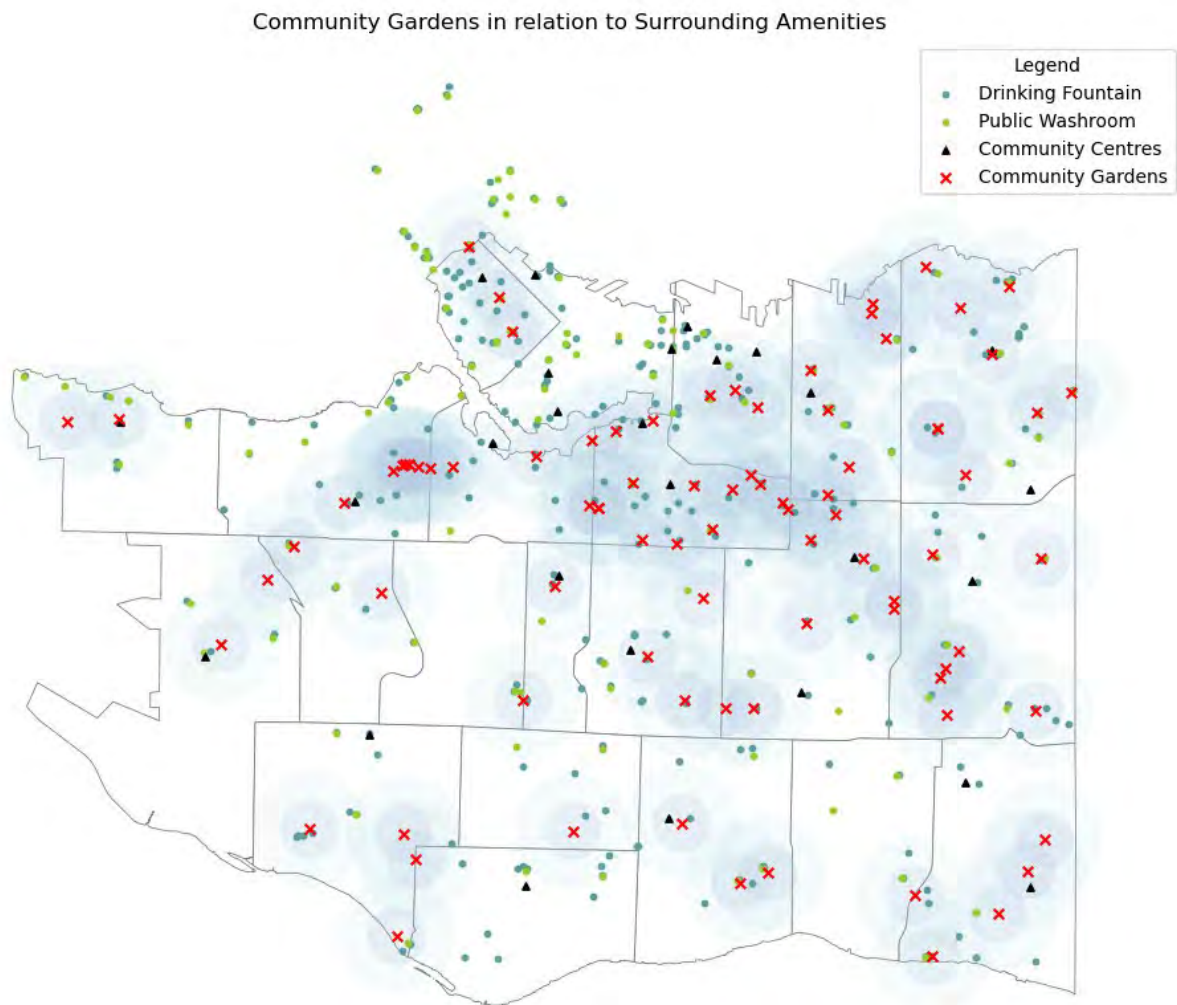 Community Gardens in relation to Surrounding Amenities
Legend
Drinking Fountain
Public Washroom
Community Centres
Community Gardens